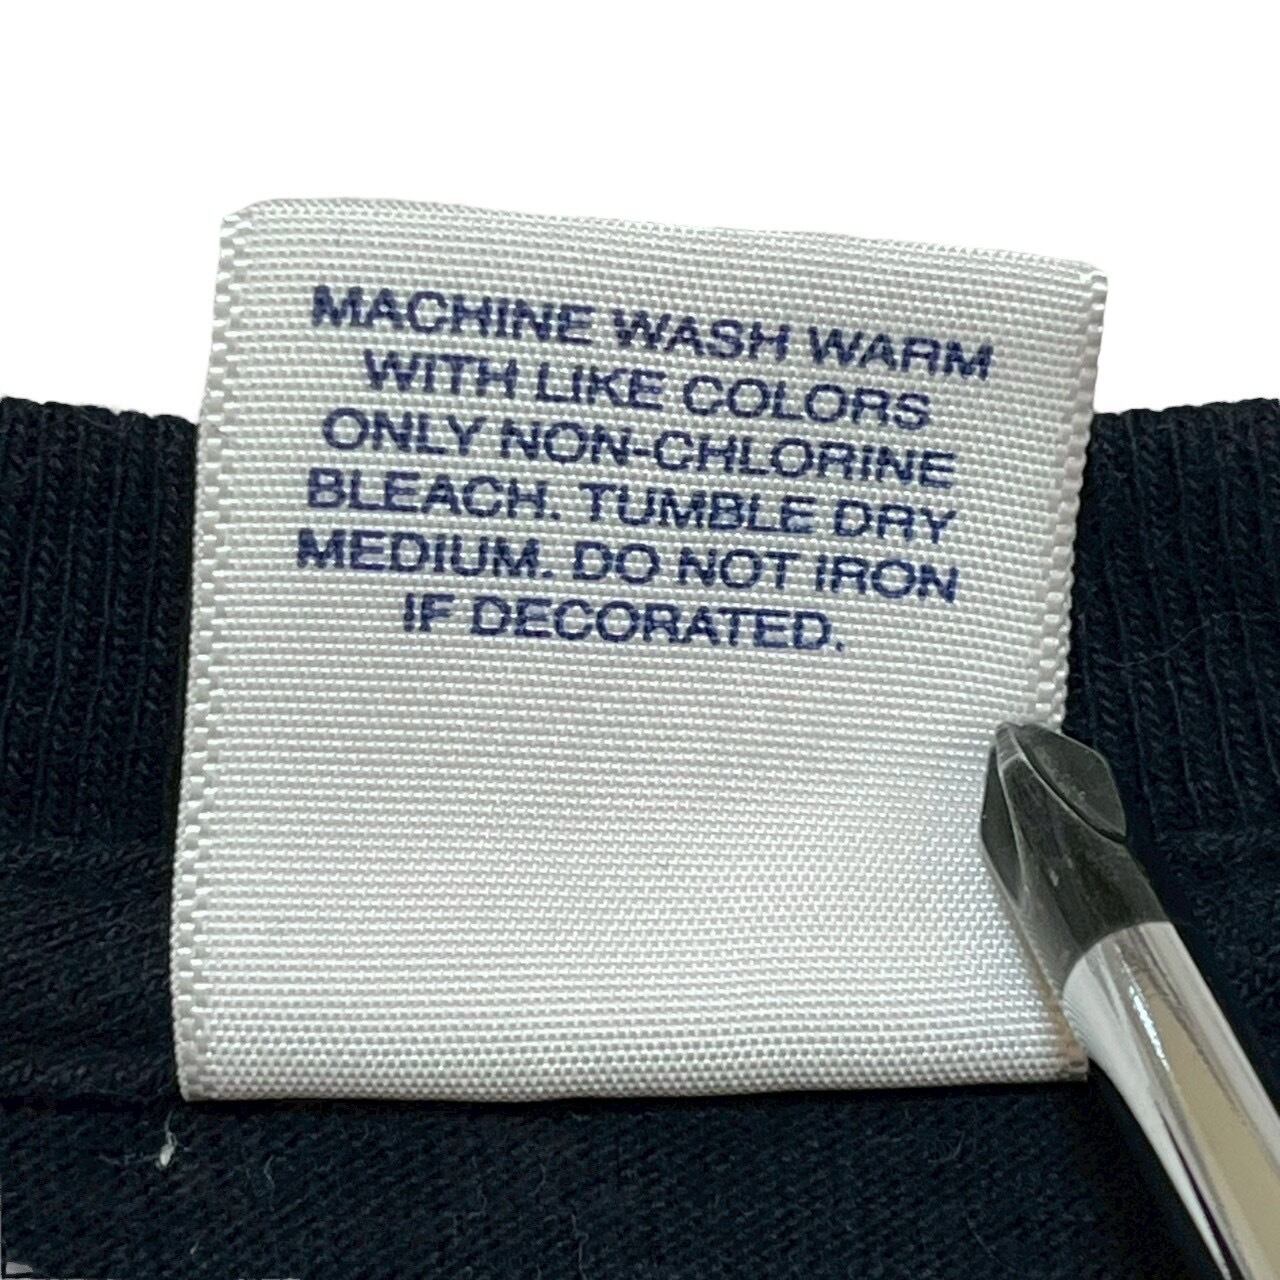 MACHINE WASH WARM
WITH LIKE COLORS
ONLY NON-CHLORINE
BLEACH. TUMBLE DRY
MEDIUM. DO NOT IRON
IF DECORATED.